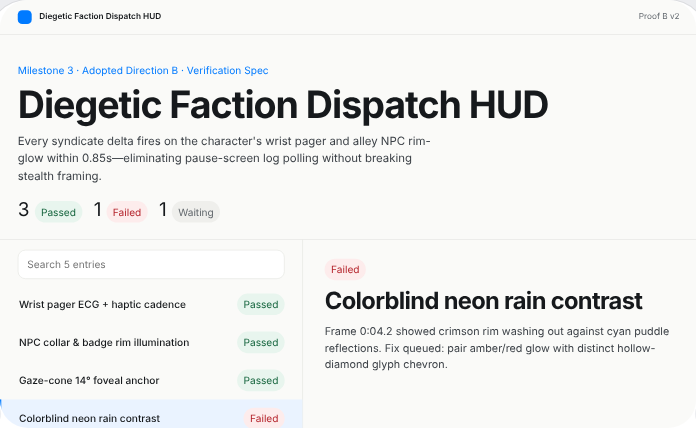 Diegetic Faction Dispatch HUD
Proof B v2
Milestone 3 · Adopted Direction B · Verification Spec
Diegetic Faction Dispatch HUD
Every syndicate delta fires on the character's wrist pager and alley NPC rim-
glow within 0.85s—eliminating pause-screen log polling without breaking
stealth framing.
3 Passed 1 Failed 1 Waiting
Search 5 entries
Wrist pager ECG + haptic cadence Passed
NPC collar & badge rim illumination Passed
Gaze-cone 14° foveal anchor Passed
Colorblind neon rain contrast Failed
Failed
Colorblind neon rain contrast
Frame 0:04.2 showed crimson rim washing out against cyan puddle
reflections. Fix queued: pair amber/red glow with distinct hollow-
diamond glyph chevron.